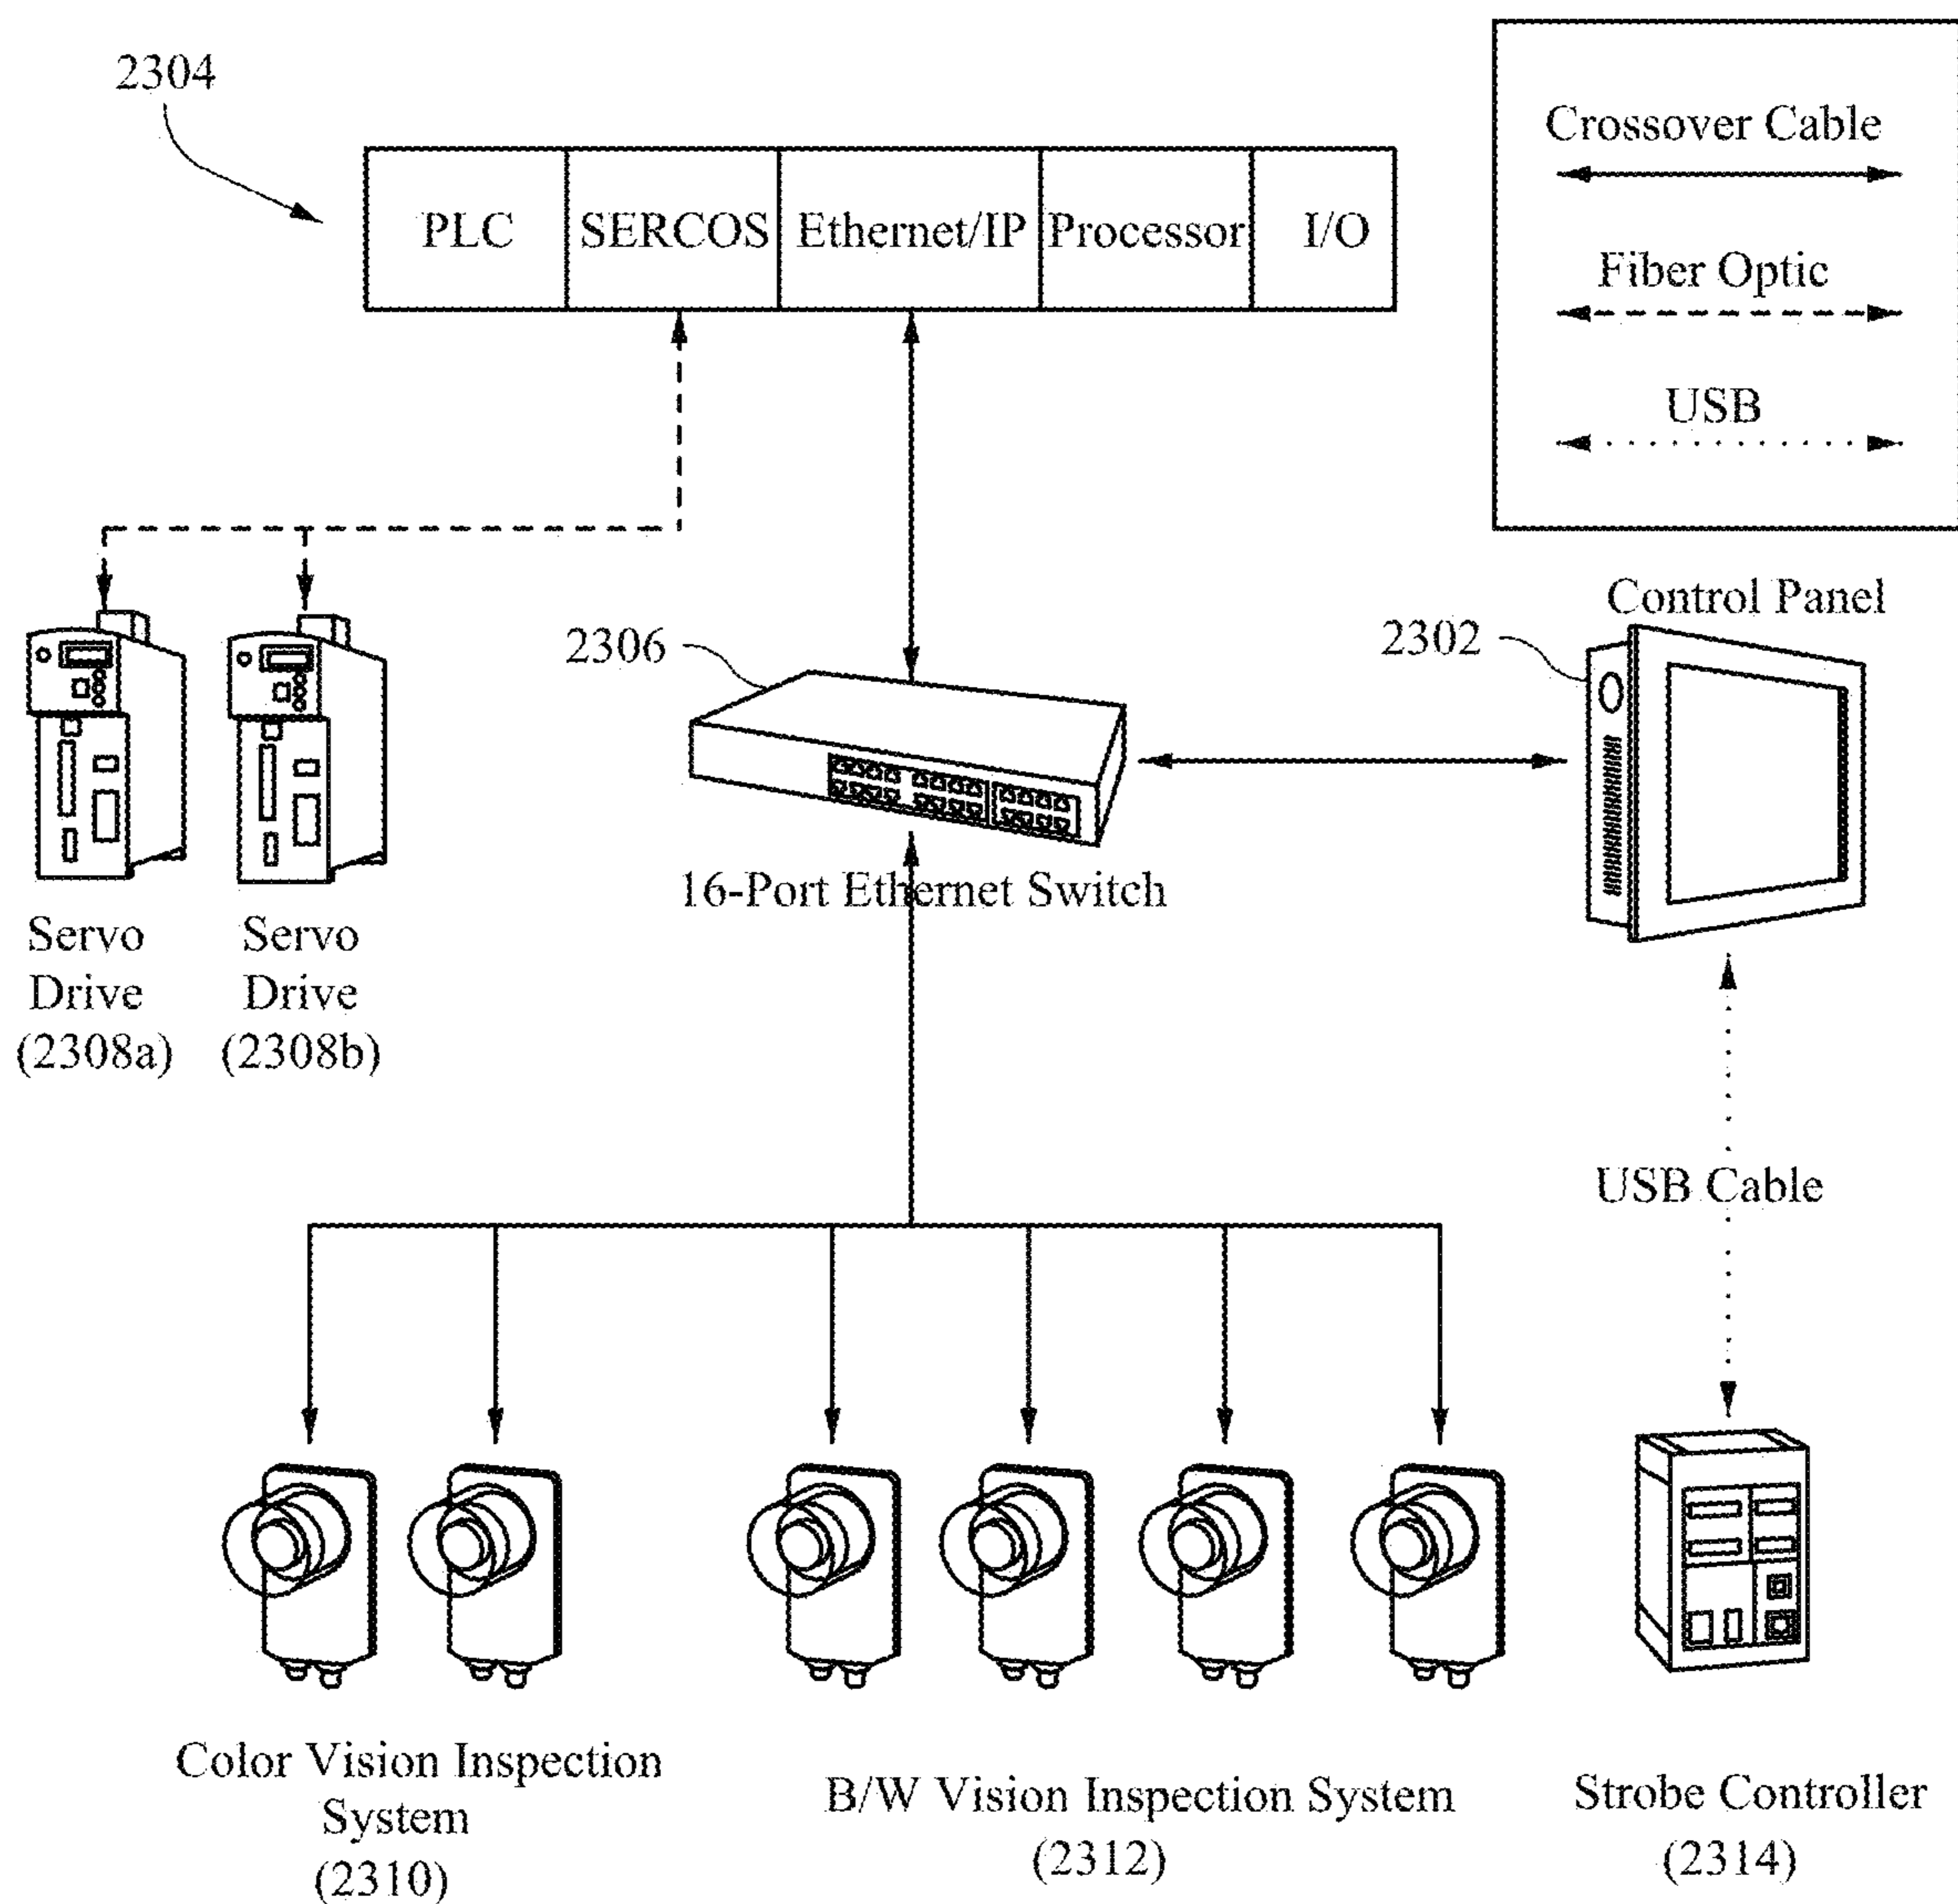 2304
Crossover Cable
Fiber Optic
USB
PLC SERCOS Ethernet/IP Processor I/O
Control Panel
2306
2302
16-Port Ethernet Switch
Servo
Drive
(2308a)
Servo
Drive
(2308b)
USB Cable
Color Vision Inspection
System
(2310)
B/W Vision Inspection System
(2312)
Strobe Controller
(2314)